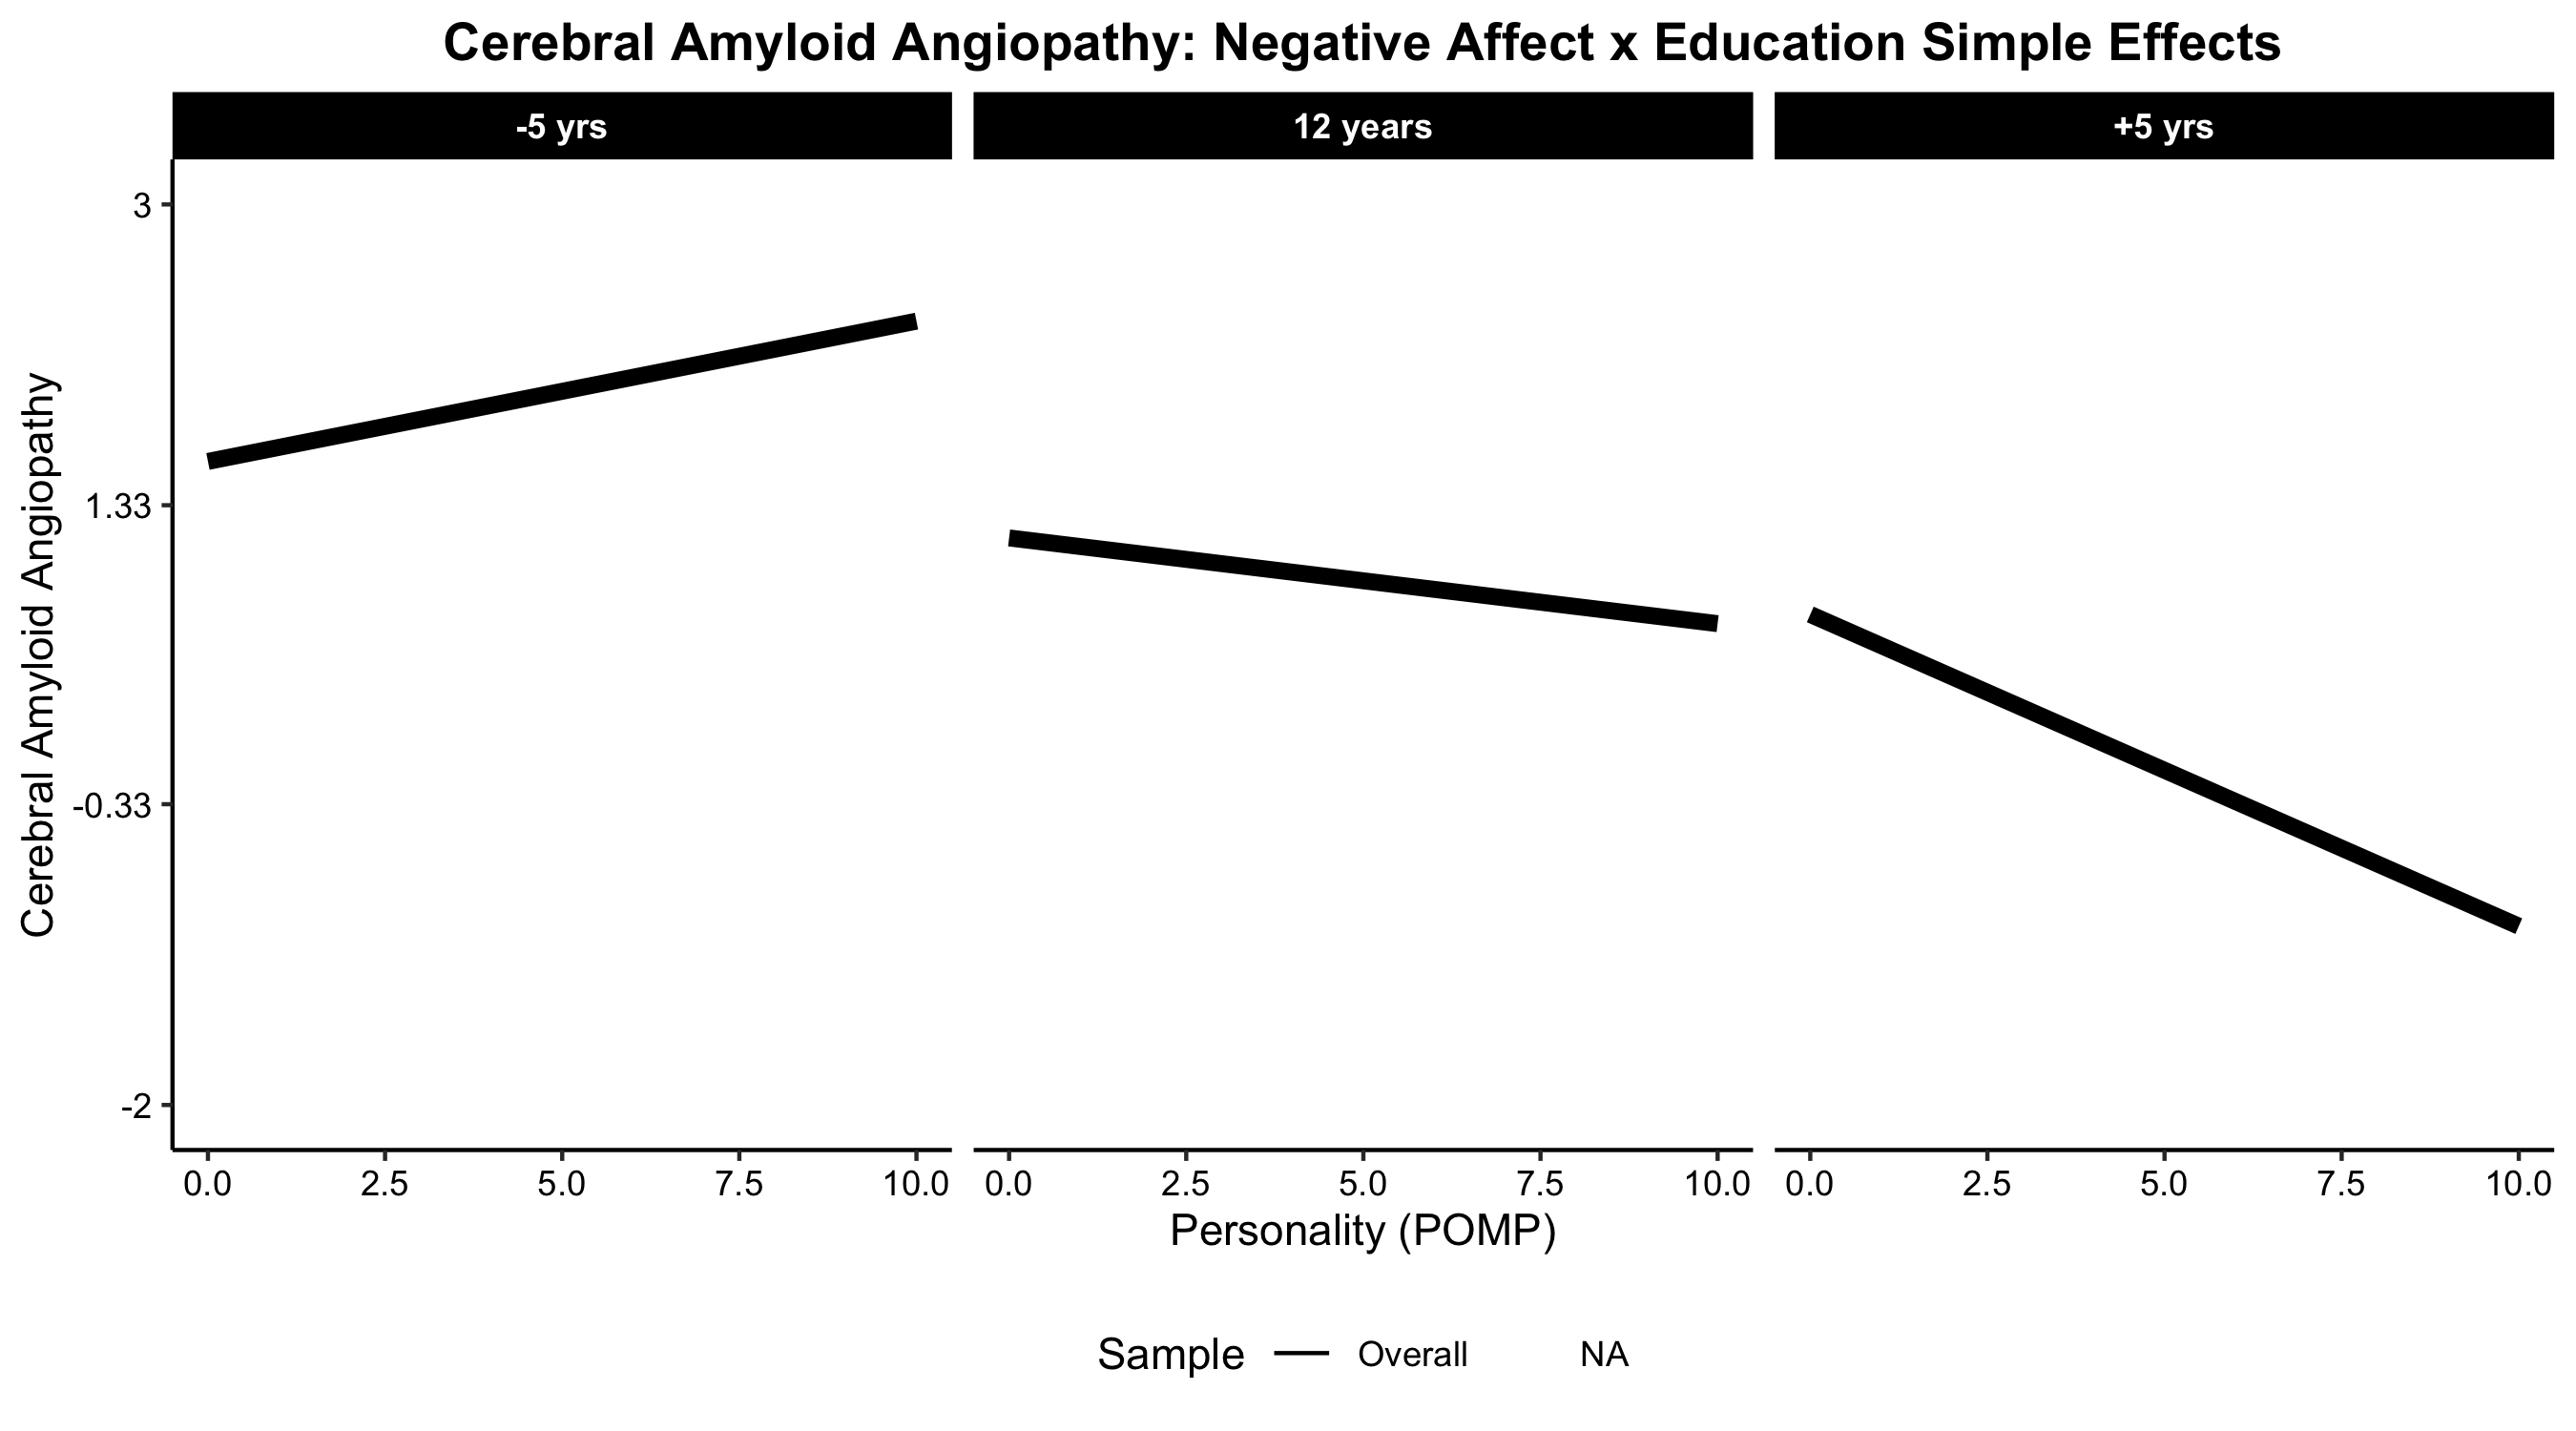 Cerebral Amyloid Angiopathy: Negative Affect x Education Simple Effects
-5 yrs 12 years +5 yrs
Cerebral Amyloid Angiopathy
3
1.33
-0.33
-2
0.0 2.5 5.0 7.5 10.0 0.0 2.5 5.0 7.5 10.0 0.0 2.5 5.0 7.5 10.0
Personality (POMP)
Sample Overall NA